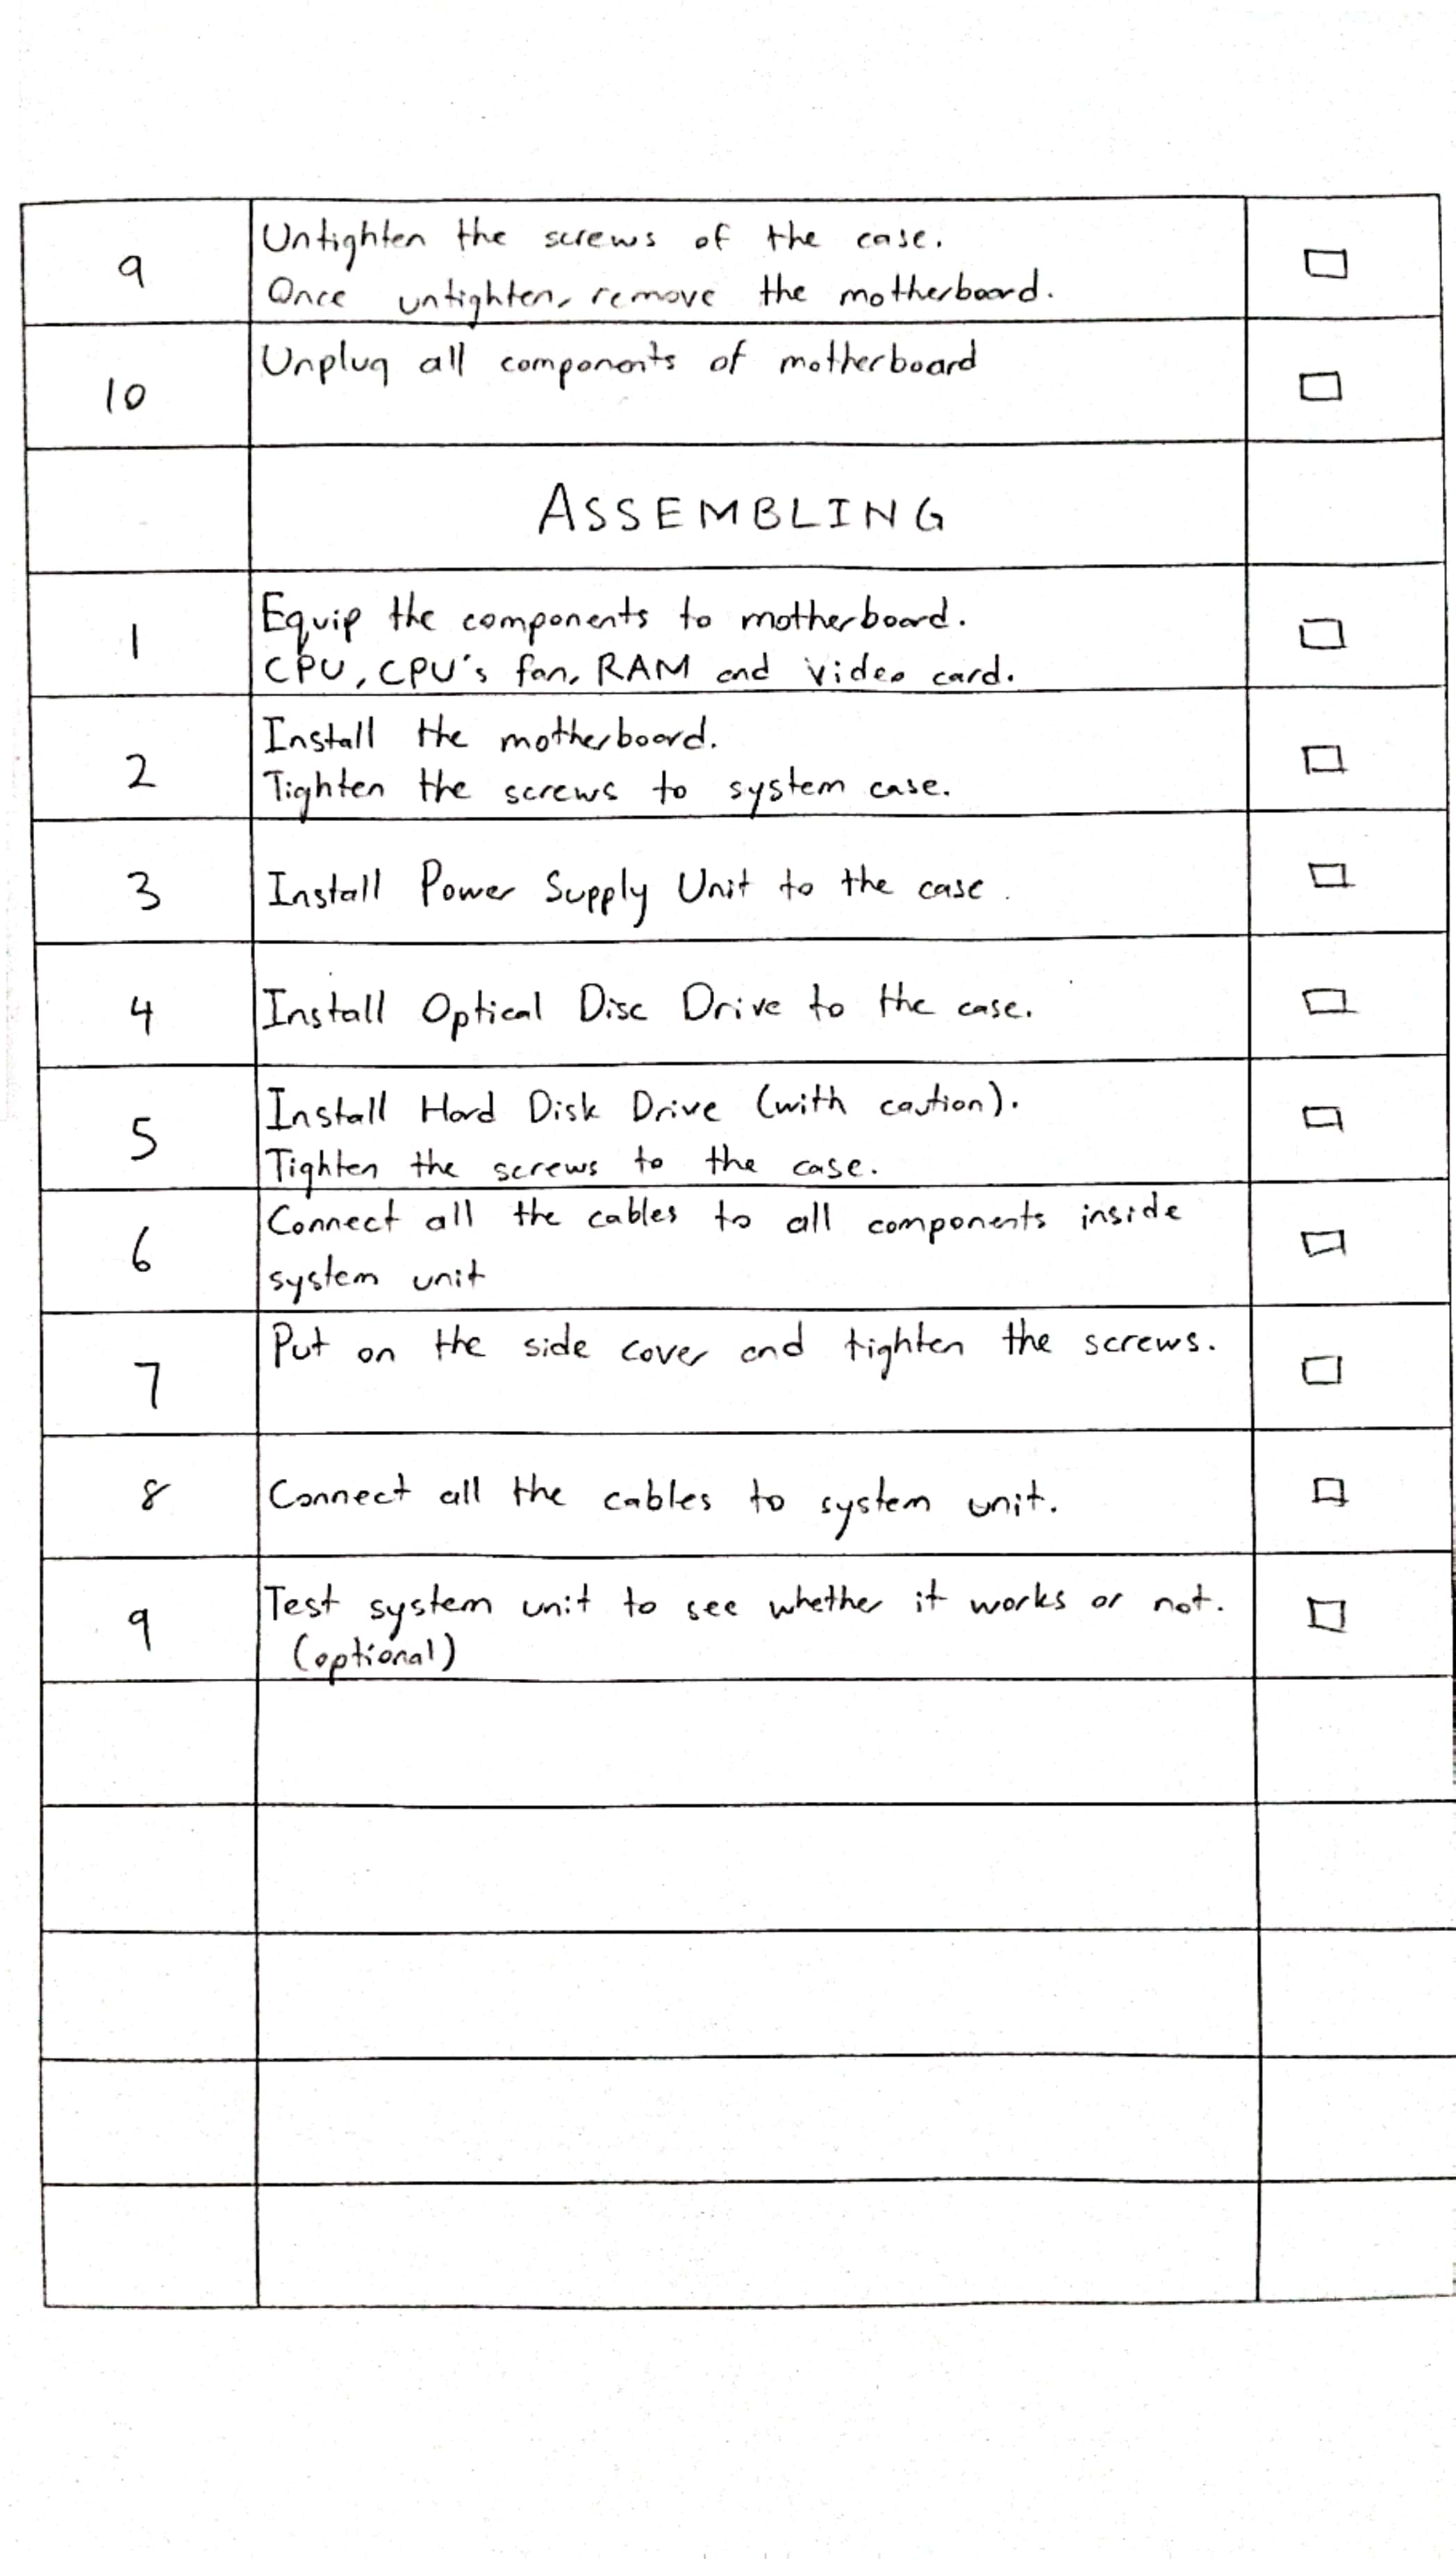 9
Untighten the screws of the case.
Once untighten, remove the motherboard.
10
Unplug all components of motherboard
ASSEMBLING
1
Equip the components to motherboard.
CPU, CPU's fan, RAM and video card.
2
Install the motherboard.
Tighten the screws to system case.
3
Install Power Supply Unit to the case.
4
Install Optical Disc Drive to the case.
5
Install Hard Disk Drive (with caution).
Tighten the screws to the case.
6
Connect all the cables to all components inside
system unit
7
Put on the side cover and tighten the screws.
8
Connect all the cables to system unit.
9
Test system unit to see whether it works or not.
(optional)